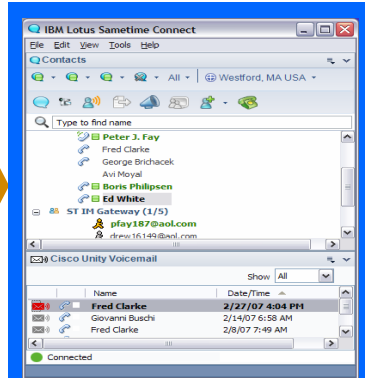 IBM Lotus Sametime Connect
File Edit View Tools Help
Contacts
All Westford, MA USA
Type to find name
Peter J. Fay
Fred Clarke
George Brichacek
Avi Moyal
Boris Philipsen
Ed White
ST IM Gateway (1/5)
pfay187@aol.com
drew16149@aol.com
Cisco Unity Voicemail
Show All
Name Date/Time
Fred Clarke 2/27/07 4:04 PM
Giovanni Buschi 2/14/07 6:58 AM
Fred Clarke 2/8/07 7:49 AM
Connected